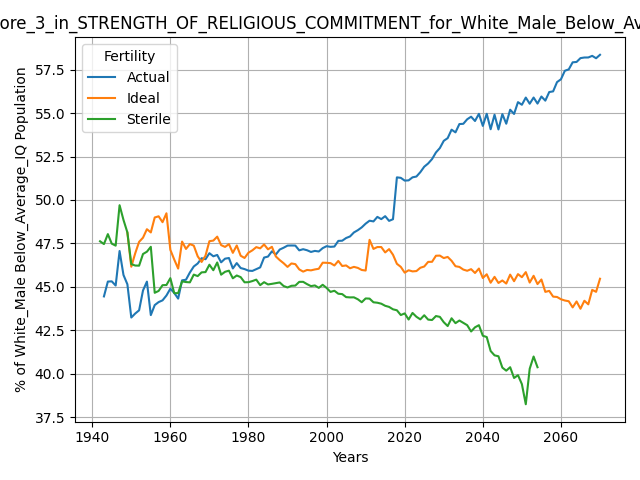 ore_3_in_STRENGTH_OF_RELIGIOUS_COMMITMENT_for_White_Male_Below_Av
Fertility
Actual
Ideal
Sterile
% of White_Male Below_Average_IQ Population
57.5
55.0
52.5
50.0
47.5
45.0
42.5
40.0
37.5
1940 1960 1980 2000 2020 2040 2060
Years